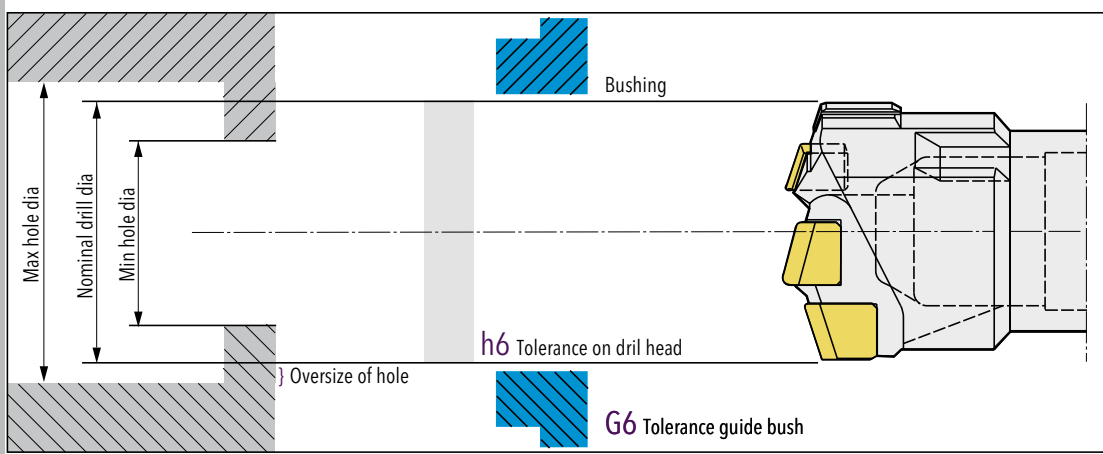 Bushing
Max hole dia
Nominal drill dia
Min hole dia
h6 Tolerance on dril head
} Oversize of hole
G6 Tolerance guide bush